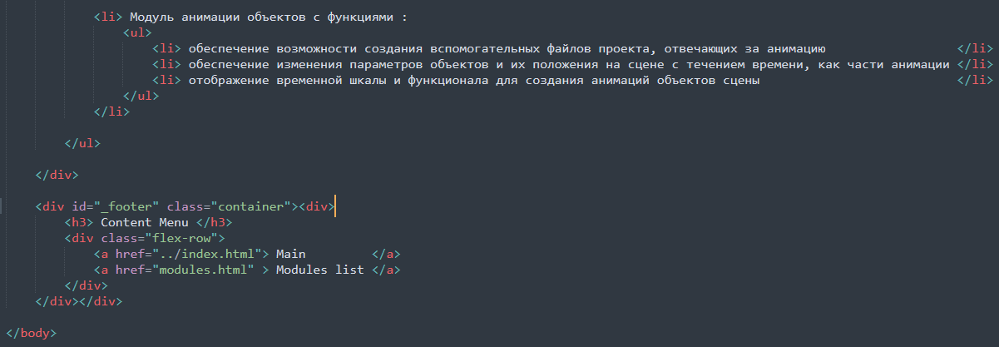 <li> Модуль анимации объектов с функциями :
<ul>
<li> обеспечение возможности создания вспомогательных файлов проекта, отвечающих за анимацию </li>
<li> обеспечение изменения параметров объектов и их положения на сцене с течением времени, как части анимации </li>
<li> отображение временной шкалы и функционала для создания анимаций объектов сцены </li>
</ul>
</li>
</ul>
</div>
<div id="_footer" class="container"><div>
<h3> Content Menu </h3>
<div class="flex-row">
<a href="../index.html"> Main </a>
<a href="modules.html" > Modules list </a>
</div>
</div></div>
</body>